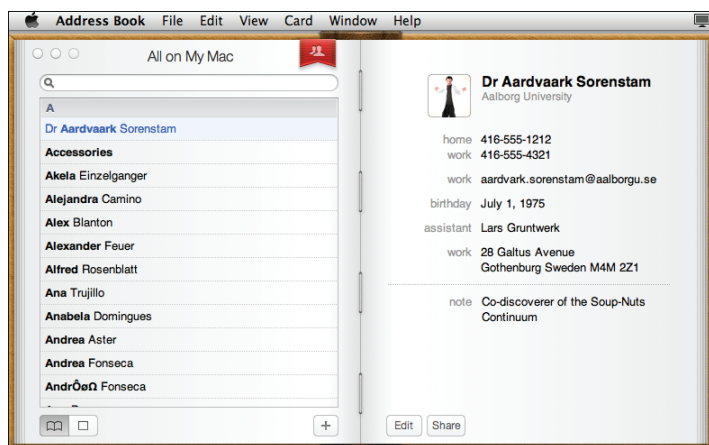 Address Book File Edit View Card Window Help
All on My Mac
A
Dr Aardvaark Sorenstam
Accessories
Akela Einzelganger
Alejandra Camino
Alex Blanton
Alexander Feuer
Alfred Rosenblatt
Ana Trujillo
Anabela Domingues
Andrea Aster
Andrea Fonseca
AndrÔøΩ Fonseca
Dr Aardvaark Sorenstam
Aalborg University
home 416-555-1212
work 416-555-4321
work aardvark.sorenstam@aalborgu.se
birthday July 1, 1975
assistant Lars Gruntwerk
work 28 Galtus Avenue
Gothenburg Sweden M4M 2Z1
note Co-discoverer of the Soup-Nuts
Continuum
Edit Share